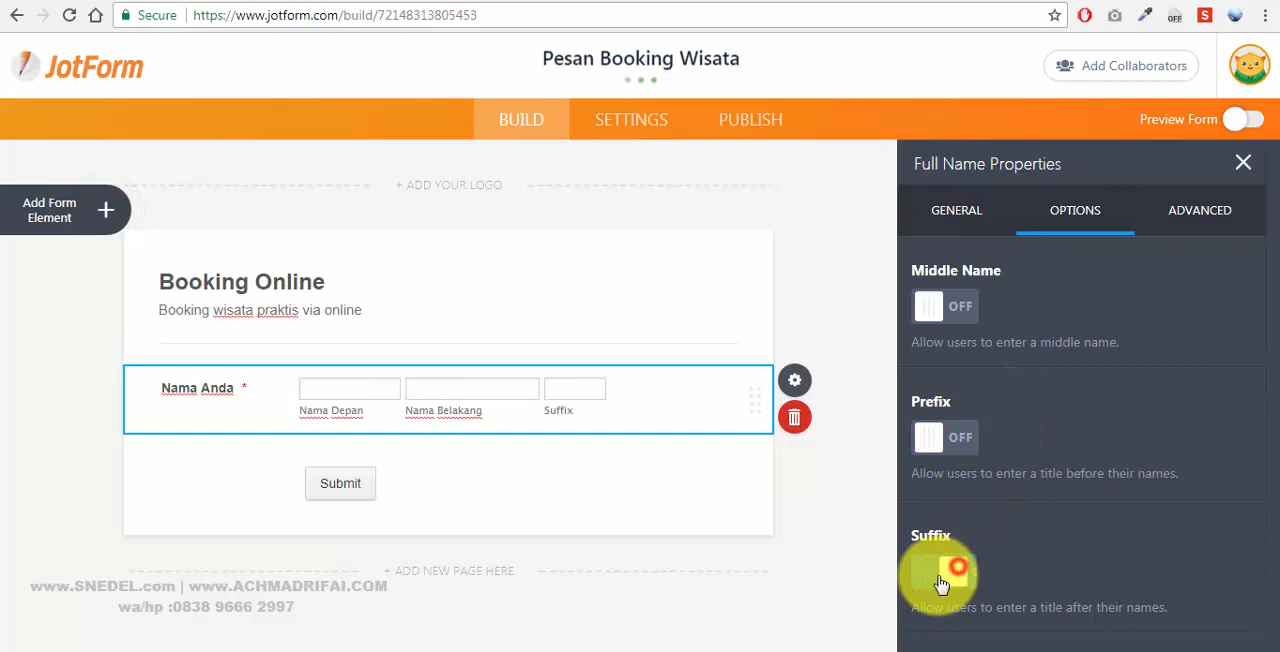 Secure
https://www.jotform.com/build/72148313805453
OFF
S
JotForm
Pesan Booking Wisata
Add Collaborators
BUILD
SETTINGS
PUBLISH
Preview Form
Add Form
Element
+ ADD YOUR LOGO
Booking Online
Booking wisata praktis via online
Nama Anda *
Nama Depan
Nama Belakang
Suffix
Submit
+ ADD NEW PAGE HERE
www.SNEDEL.com | www.ACHMADRIFAI.COM
wa/hp :0838 9666 2997
Full Name Properties
GENERAL
OPTIONS
ADVANCED
Middle Name
OFF
Allow users to enter a middle name.
Prefix
OFF
Allow users to enter a title before their names.
Suffix
Allow users to enter a title after their names.